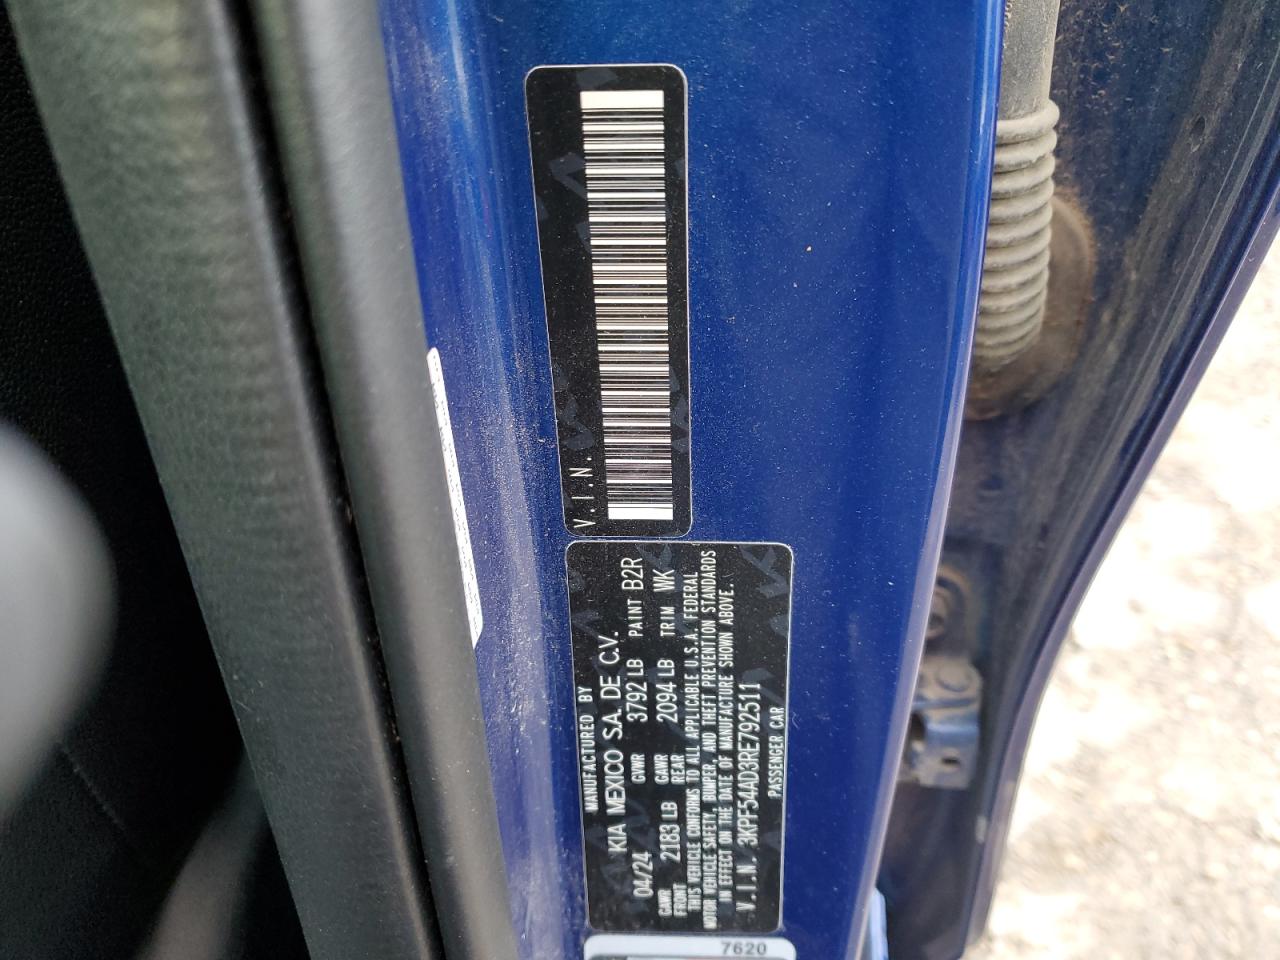 V.I.N.
MANUFACTURED BY
KIA MEXICO S.A. DE C.V.
04/24 GVWR 3792 LB PAINT B2R
GAWR FRONT 2183 LB GAWR REAR 2094 LB TRIM WK
THIS VEHICLE CONFORMS TO ALL APPLICABLE U.S.A. FEDERAL
MOTOR VEHICLE SAFETY, BUMPER, AND THEFT PREVENTION STANDARDS
IN EFFECT ON THE DATE OF MANUFACTURE SHOWN ABOVE.
V.I.N. 3KPF54AD3RE792511
PASSENGER CAR
7620